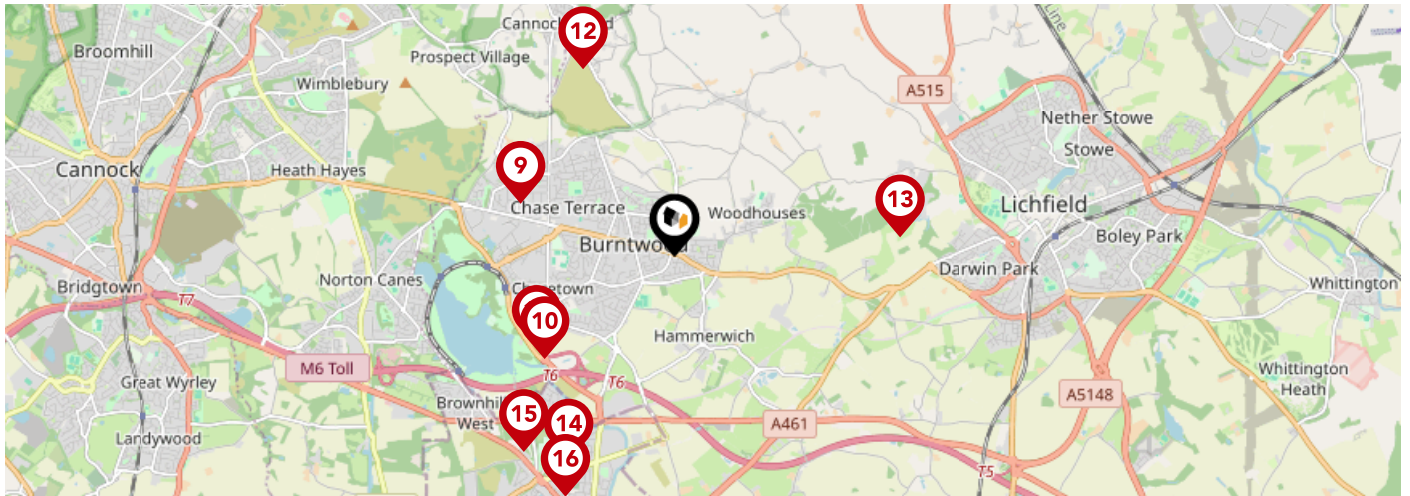 Broomhill
Cannock
12
Prospect Village
Wimblebury
A515
Line
Nether Stowe
Stowe
Cannock
Heath Hayes
9
Chase Terrace
13
Woodhouses
Lichfield
Burntwood
Boley Park
Darwin Park
Norton Canes
Bridgtown
T7
Chasetown
Whittington
10
Hammerwich
M6 Toll
T6
T6
Great Wyrley
Whittington
Heath
A5148
Brownhills
West
15
14
A461
Landywood
16
T5